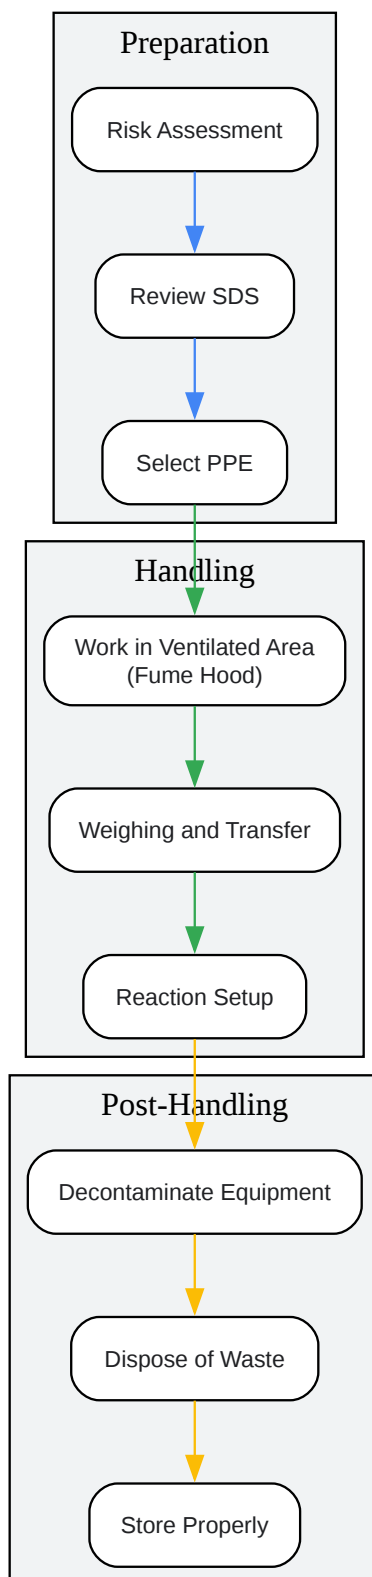 Preparation
Risk Assessment
Review SDS
Select PPE
Handling
Work in Ventilated Area
(Fume Hood)
Weighing and Transfer
Reaction Setup
Post-Handling
Decontaminate Equipment
Dispose of Waste
Store Properly